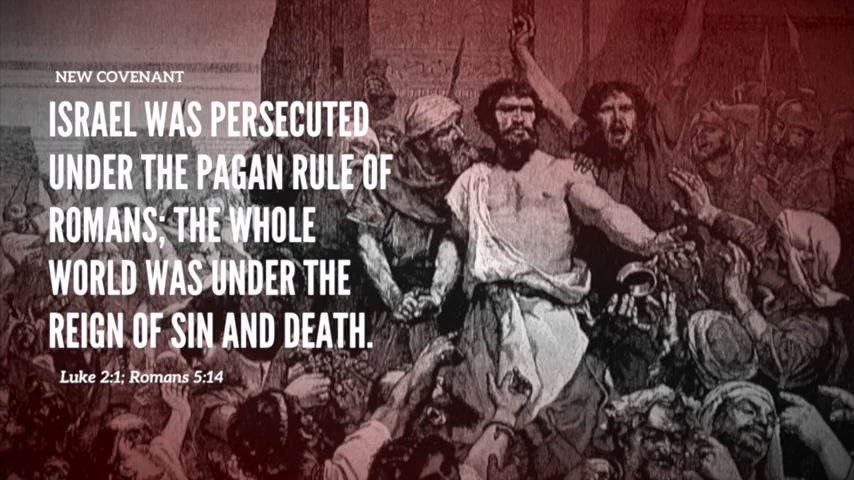 NEW COVENANT
ISRAEL WAS PERSECUTED
UNDER THE PAGAN RULE OF
ROMANS; THE WHOLE
WORLD WAS UNDER THE
REIGN OF SIN AND DEATH.
Luke 2:1; Romans 5:14